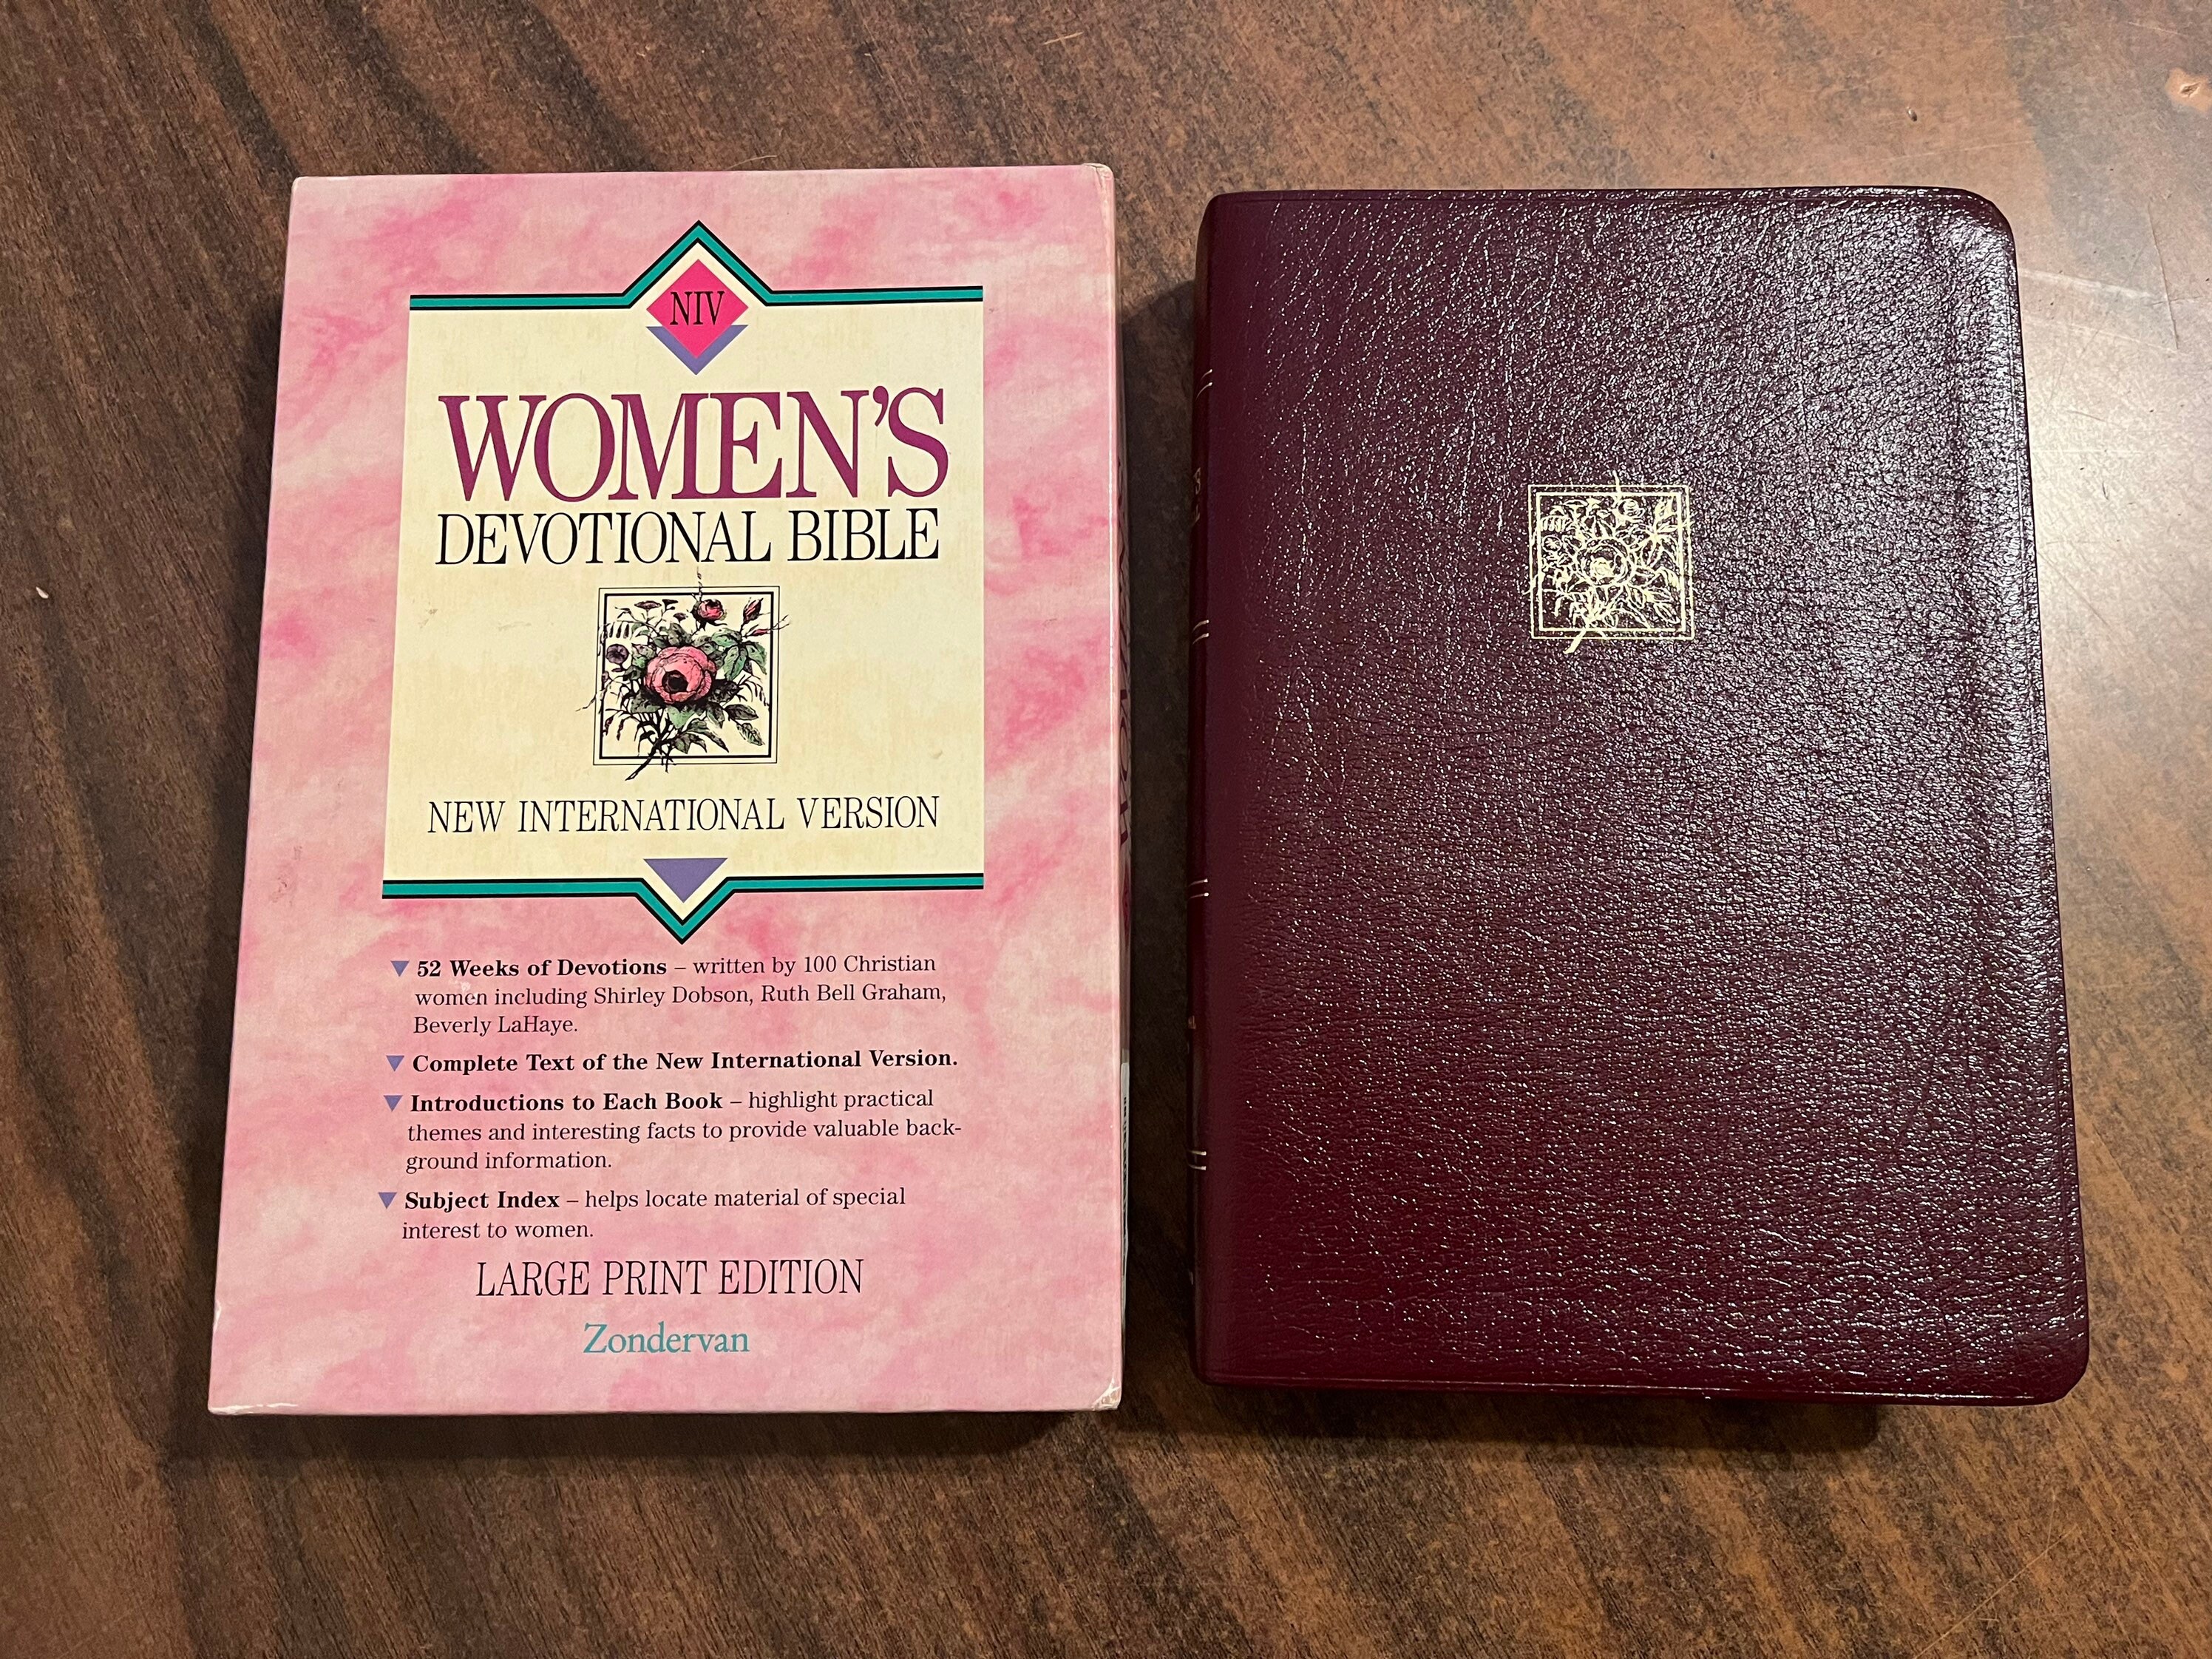 NIV
WOMEN'S
DEVOTIONAL BIBLE
NEW INTERNATIONAL VERSION
▼ 52 Weeks of Devotions – written by 100 Christian
women including Shirley Dobson, Ruth Bell Graham,
Beverly LaHaye.
▼ Complete Text of the New International Version.
▼ Introductions to Each Book – highlight practical
themes and interesting facts to provide valuable back-
ground information.
▼ Subject Index – helps locate material of special
interest to women.
LARGE PRINT EDITION
Zondervan